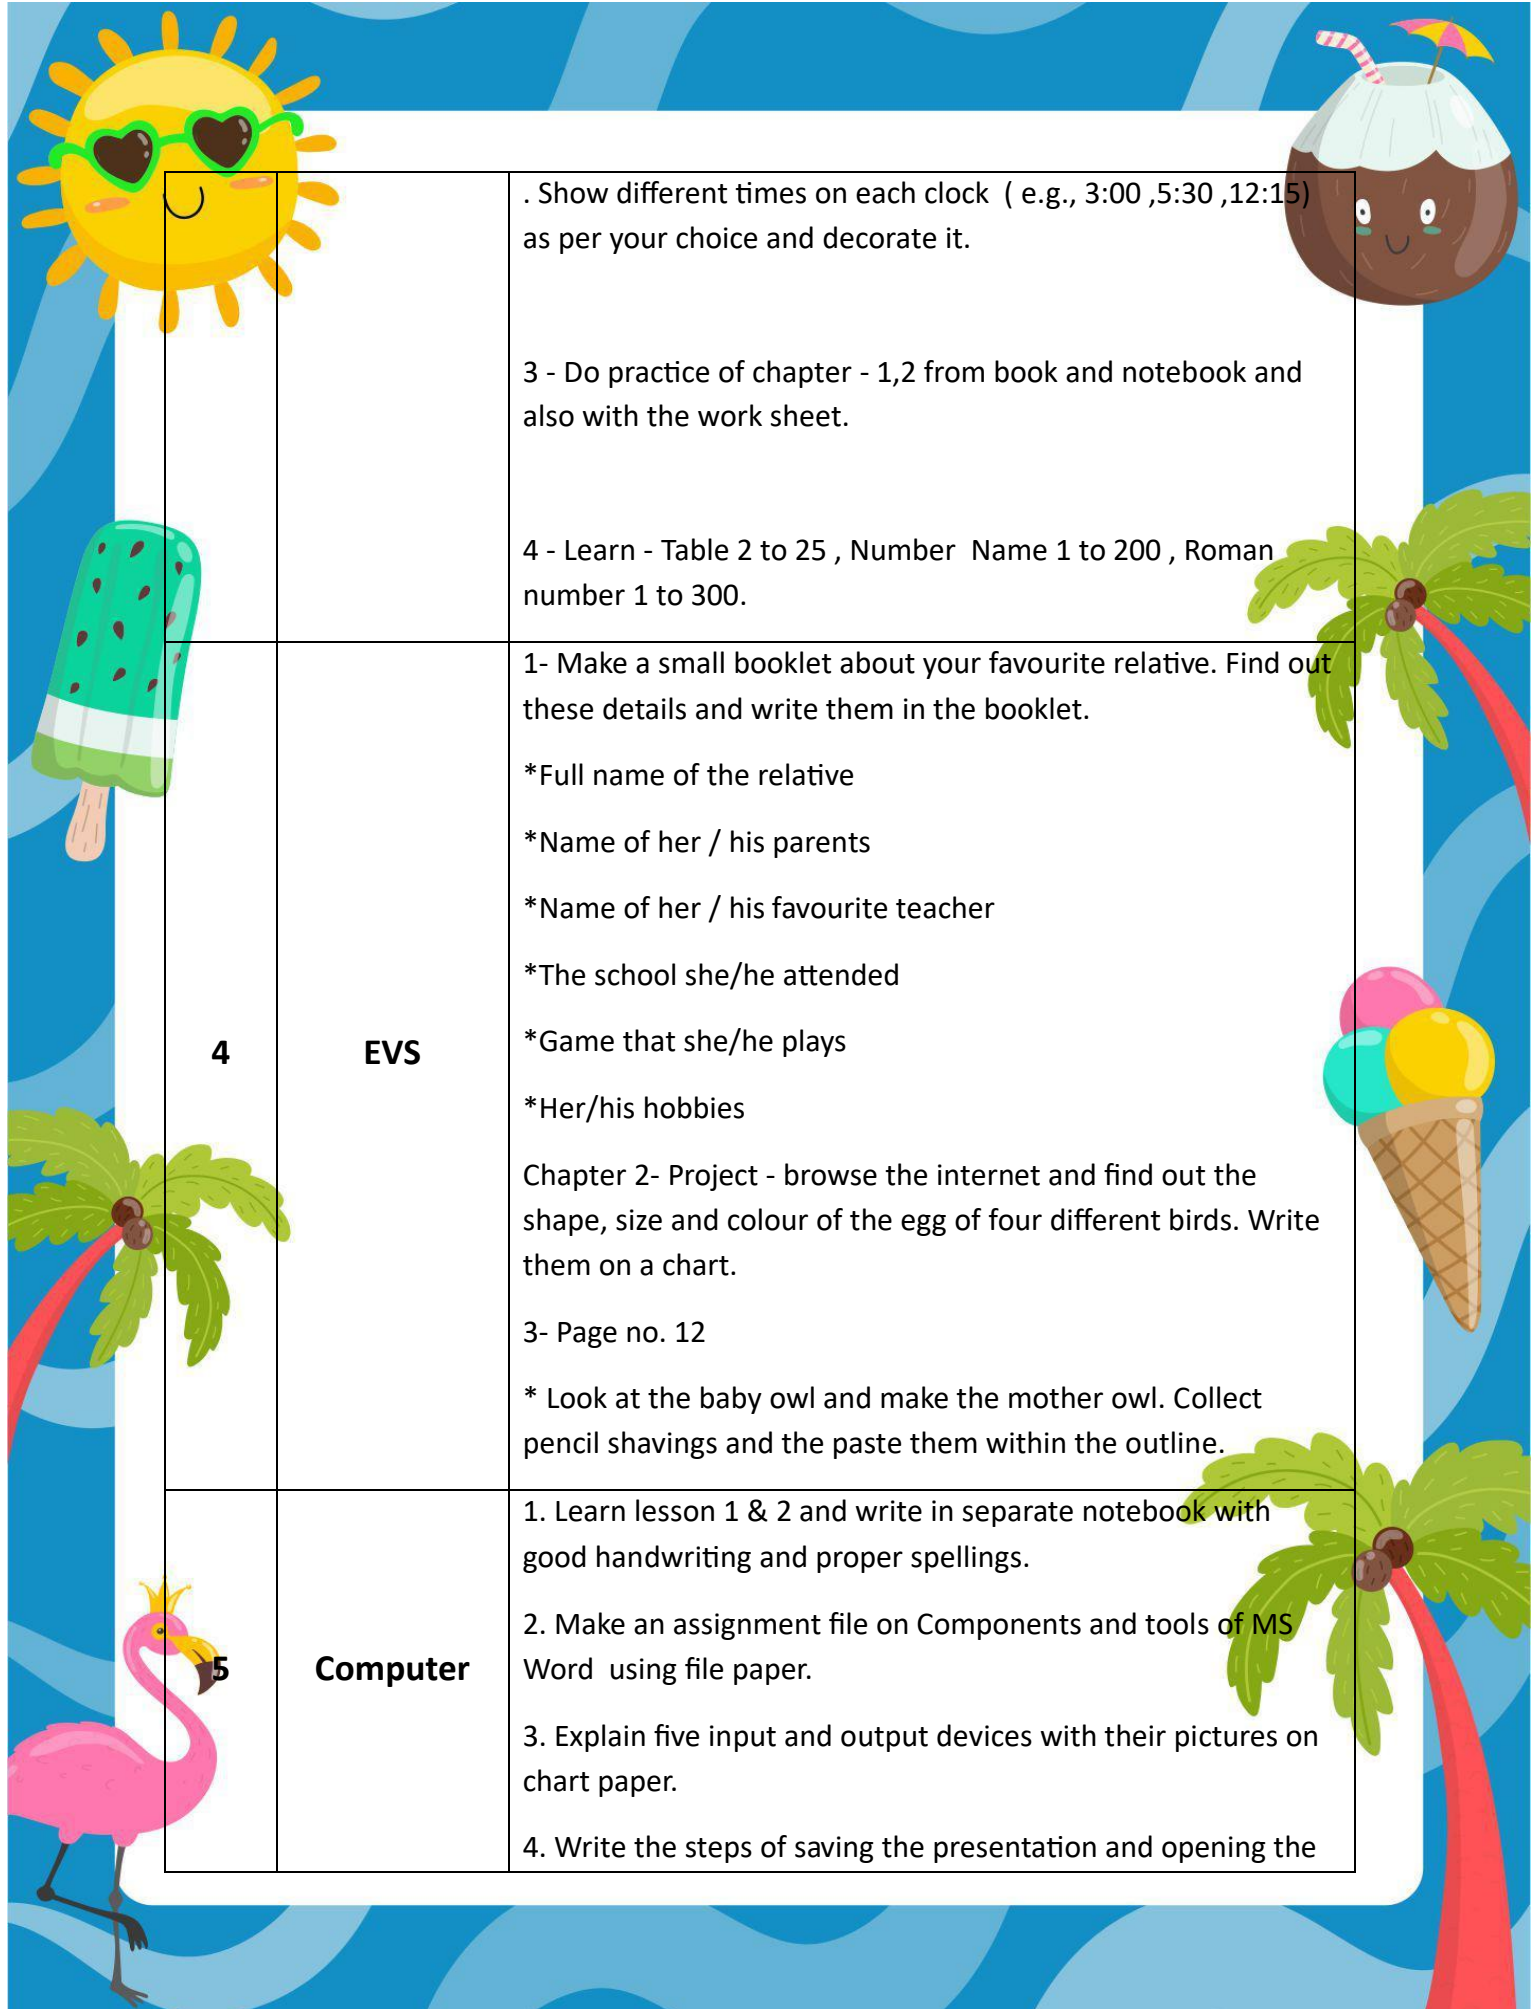 . Show different times on each clock  ( e.g., 3:00 ,5:30 ,12:15)
as per your choice and decorate it.
3 - Do practice of chapter - 1,2 from book and notebook and
also with the work sheet.
4 - Learn - Table 2 to 25 , Number  Name 1 to 200 , Roman
number 1 to 300.
4
EVS
1- Make a small booklet about your favourite relative. Find out
these details and write them in the booklet.
*Full name of the relative
*Name of her / his parents
*Name of her / his favourite teacher
*The school she/he attended
*Game that she/he plays
*Her/his hobbies
Chapter 2- Project - browse the internet and find out the
shape, size and colour of the egg of four different birds. Write
them on a chart.
3- Page no. 12
* Look at the baby owl and make the mother owl. Collect
pencil shavings and the paste them within the outline.
5
Computer
1. Learn lesson 1 & 2 and write in separate notebook with
good handwriting and proper spellings.
2. Make an assignment file on Components and tools of MS
Word  using file paper.
3. Explain five input and output devices with their pictures on
chart paper.
4. Write the steps of saving the presentation and opening the